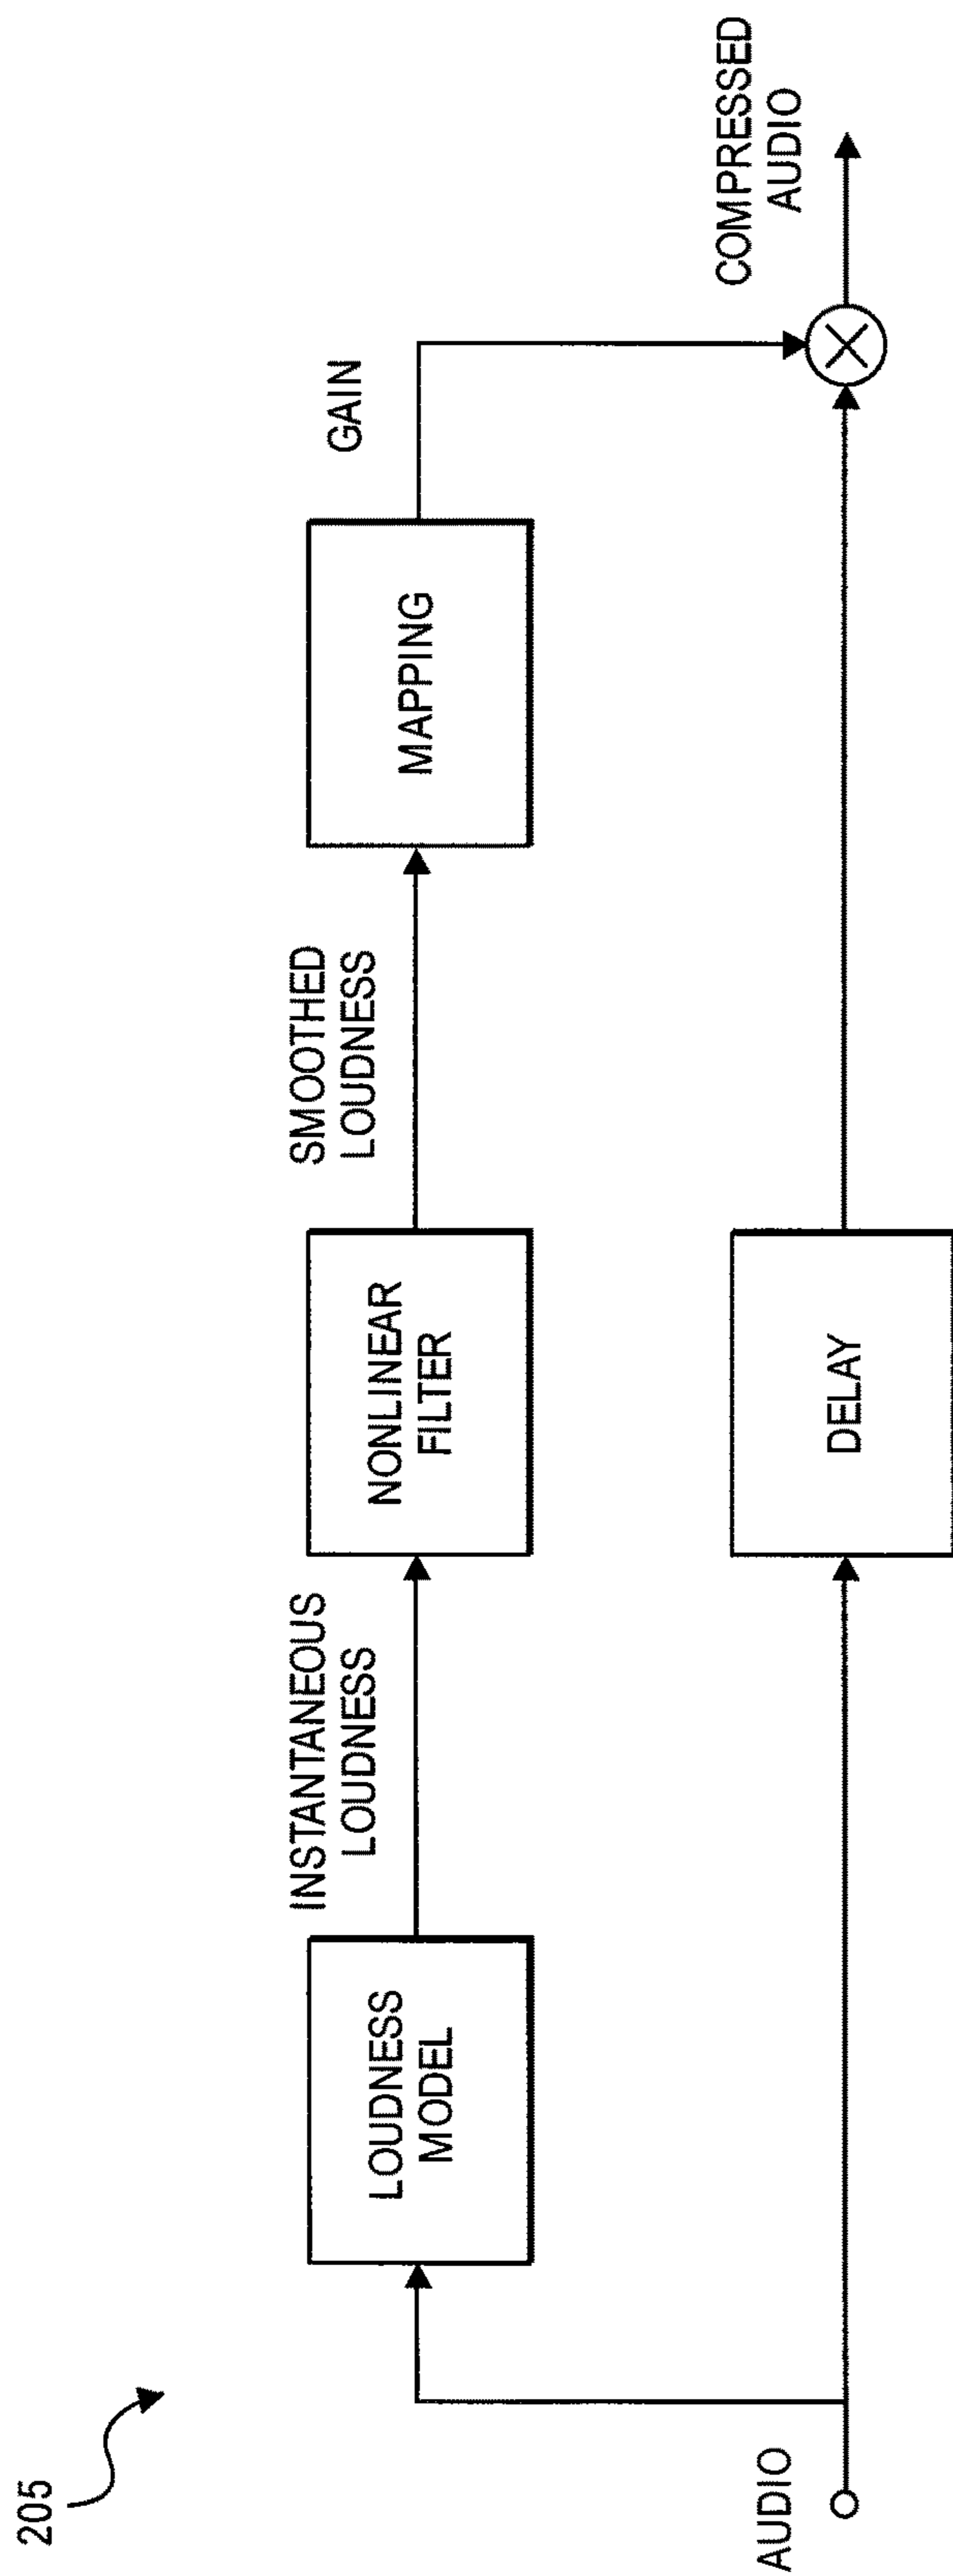 205
AUDIO
LOUDNESS
MODEL
INSTANTANEOUS
LOUDNESS
NONLINEAR
FILTER
SMOOTHED
LOUDNESS
MAPPING
GAIN
DELAY
COMPRESSED
AUDIO